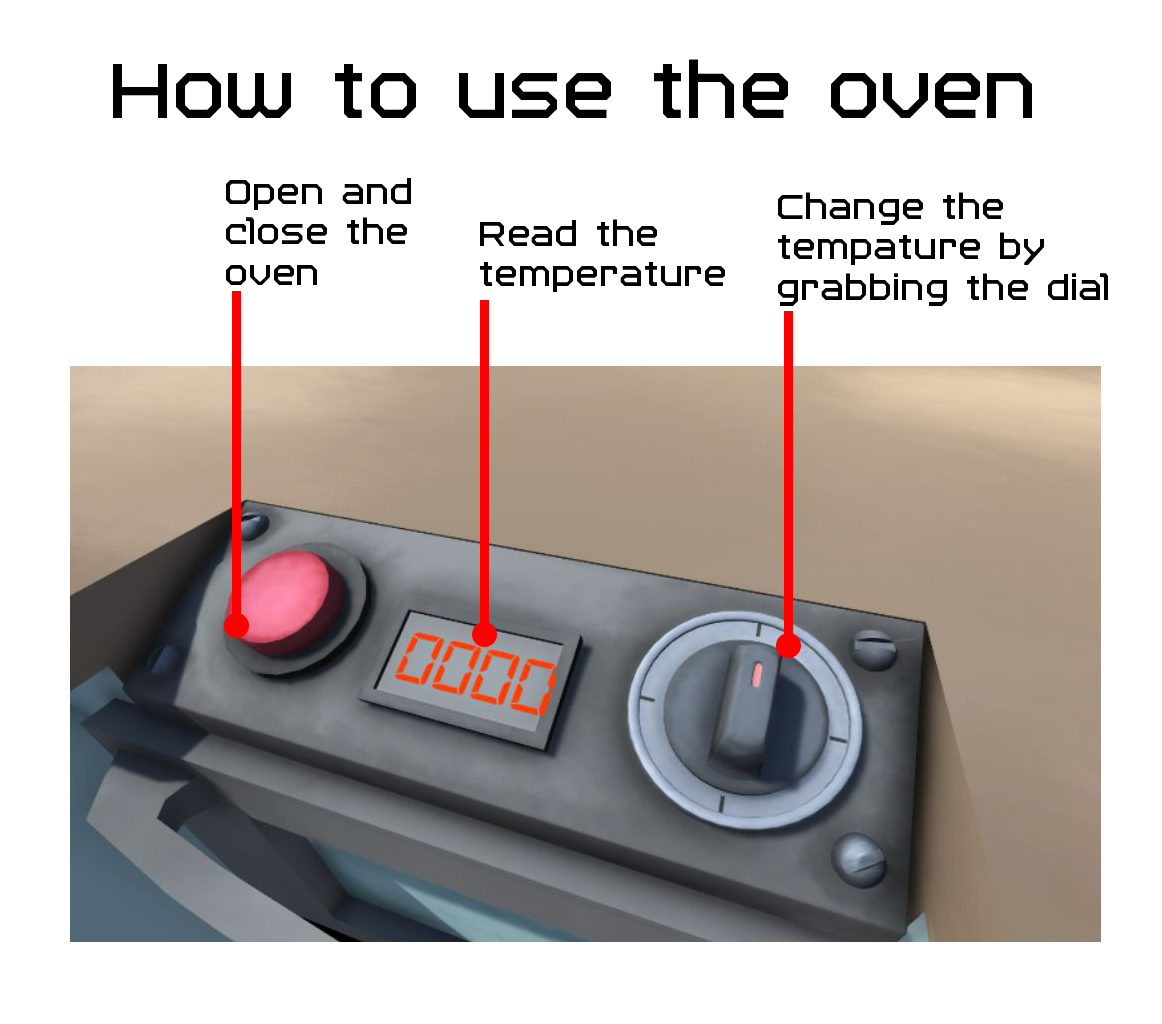 How to use the oven
Open and
close the
oven
Read the
temperature
Change the
tempature by
grabbing the dial
0000